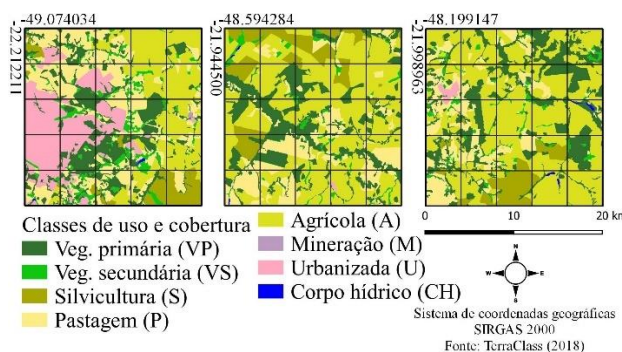 -49.074034
-22.212211
-48.594284
-21.944500
-48.199147
-21.998963
Classes de uso e cobertura
Veg. primária (VP)
Veg. secundária (VS)
Silvicultura (S)
Pastagem (P)
Agrícola (A)
Mineração (M)
Urbanizada (U)
Corpo hídrico (CH)
0 10 20 km
N
W E
S
Sistema de coordenadas geográficas
SIRGAS 2000
Fonte: TerraClass (2018)